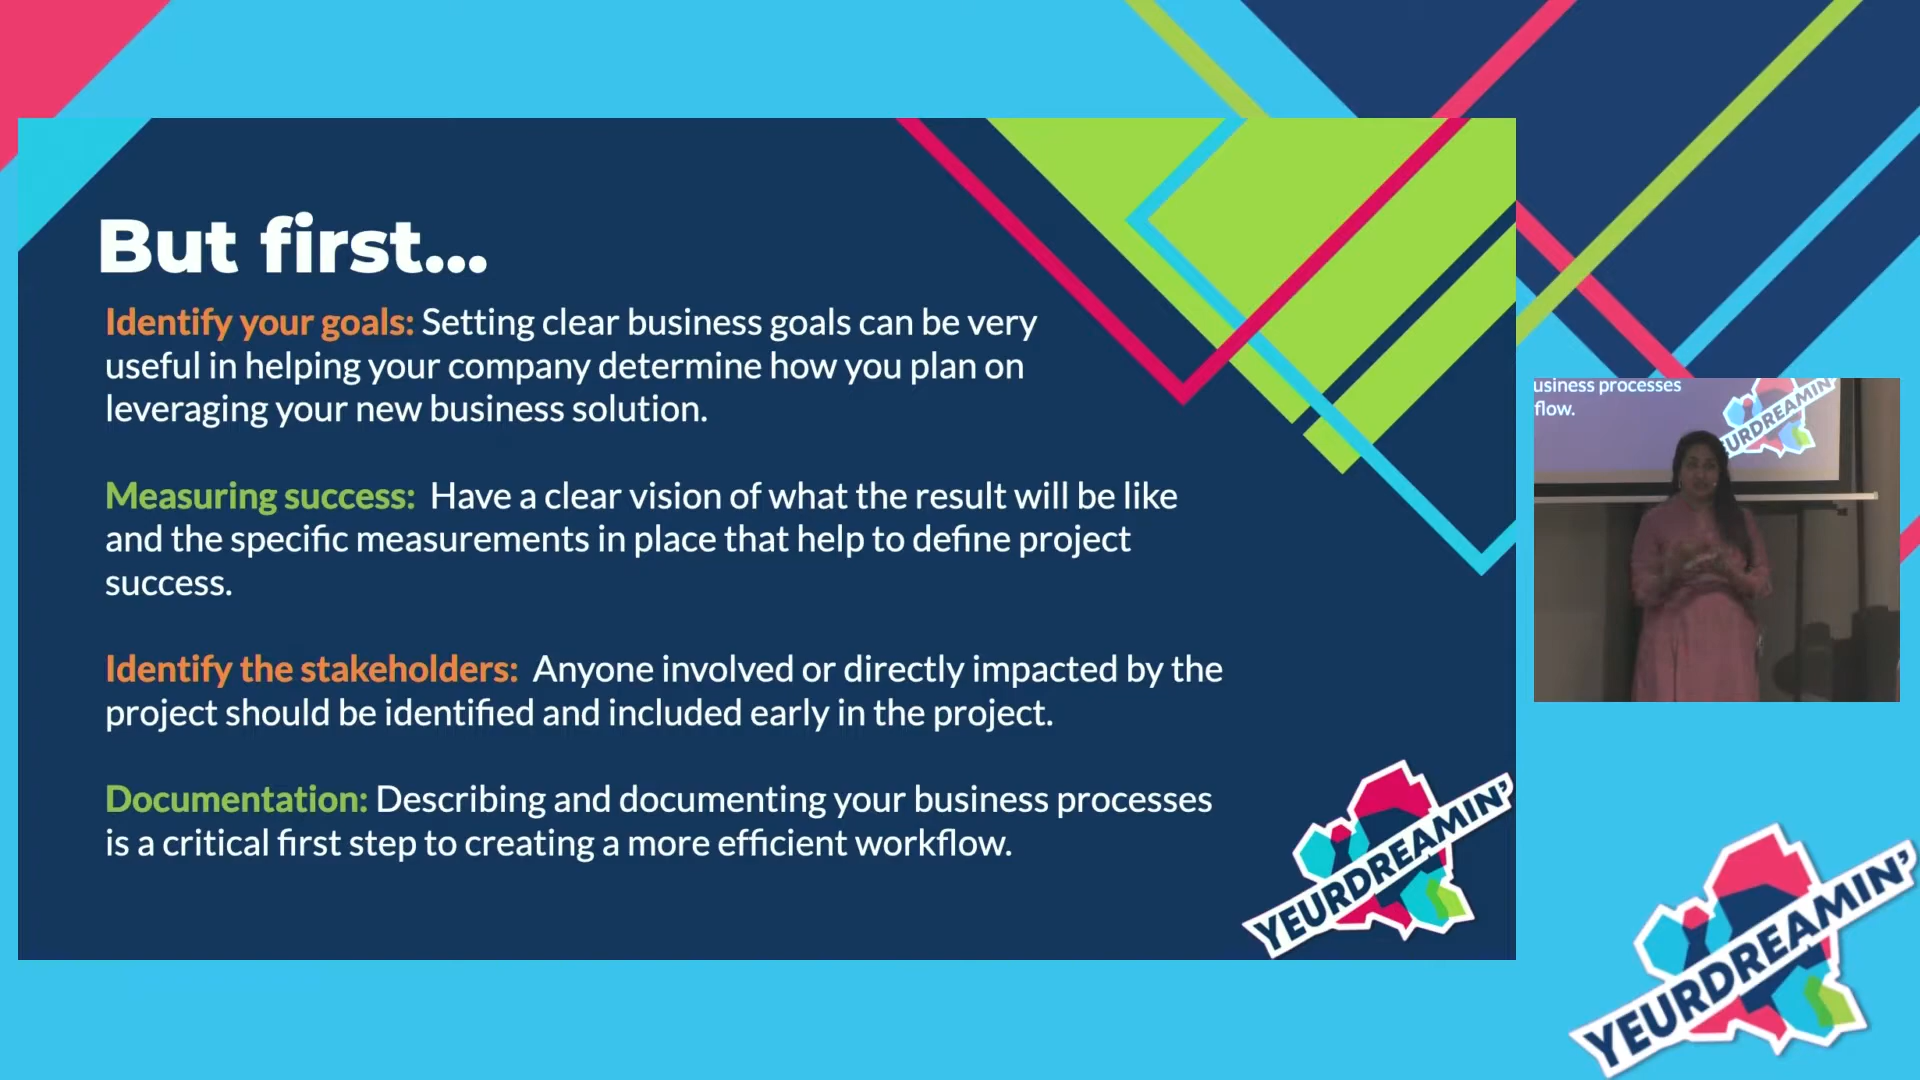 But first...
Identify your goals: Setting clear business goals can be very
useful in helping your company determine how you plan on
leveraging your new business solution.
Measuring success: Have a clear vision of what the result will be like
and the specific measurements in place that help to define project
success.
Identify the stakeholders: Anyone involved or directly impacted by the
project should be identified and included early in the project.
Documentation: Describing and documenting your business processes
is a critical first step to creating a more efficient workflow.
YEURDREAMIN'
usiness processes
flow.
YEURDREAMIN'
YEURDREAMIN'